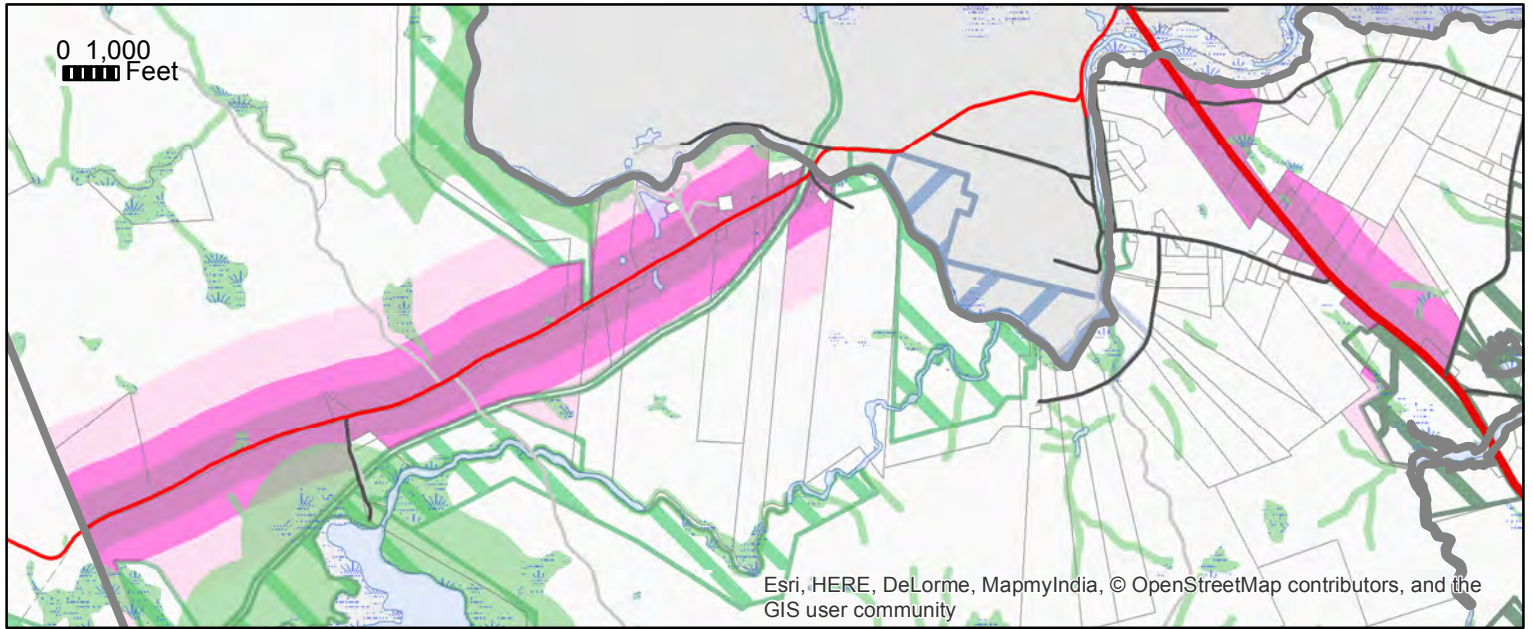 0 1,000
Feet
Esri, HERE, DeLorme, MapmyIndia, © OpenStreetMap contributors, and the
GIS user community